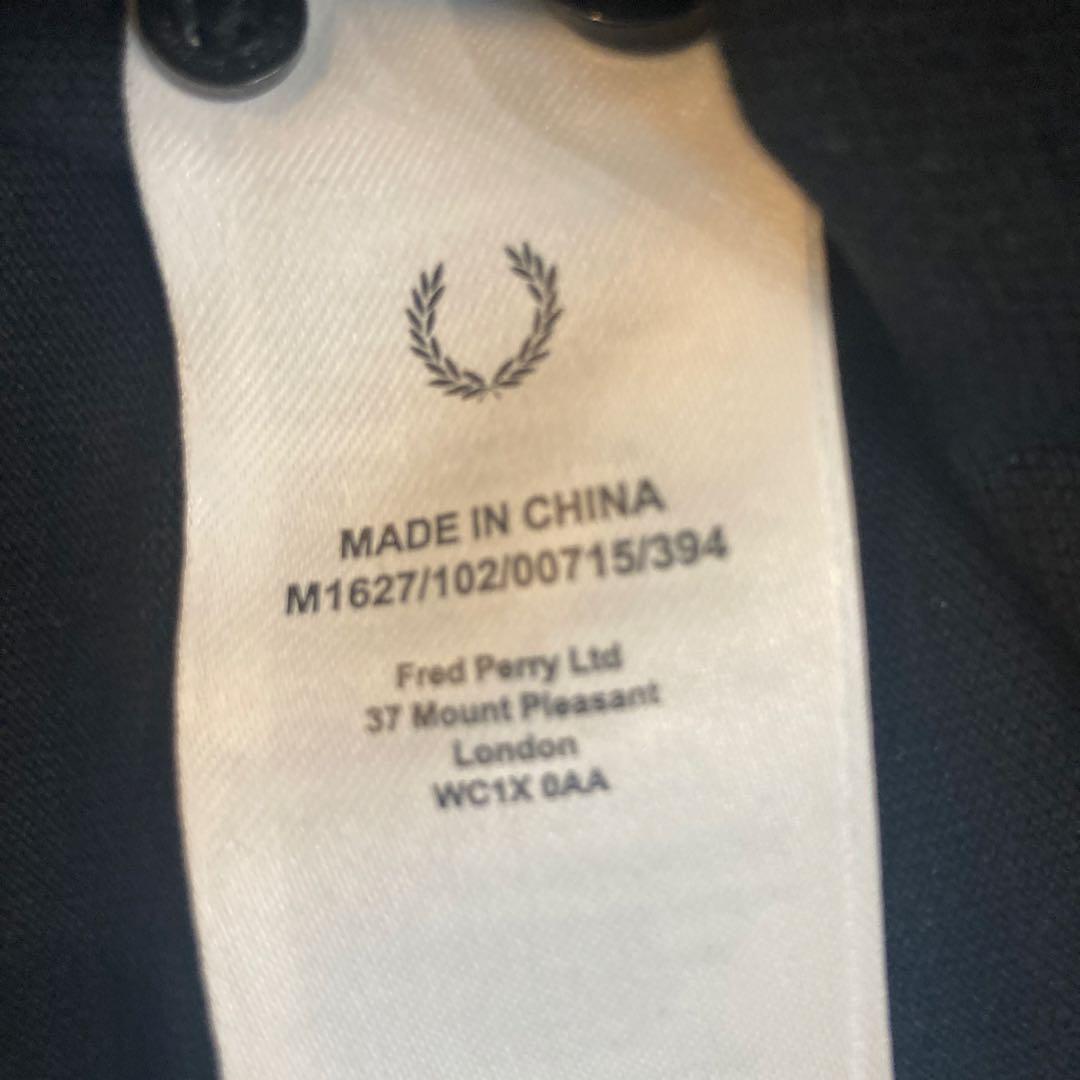 MADE IN CHINA
M1627/102/00715/394
Fred Perry Ltd
37 Mount Pleasant
London
WC1X 0AA